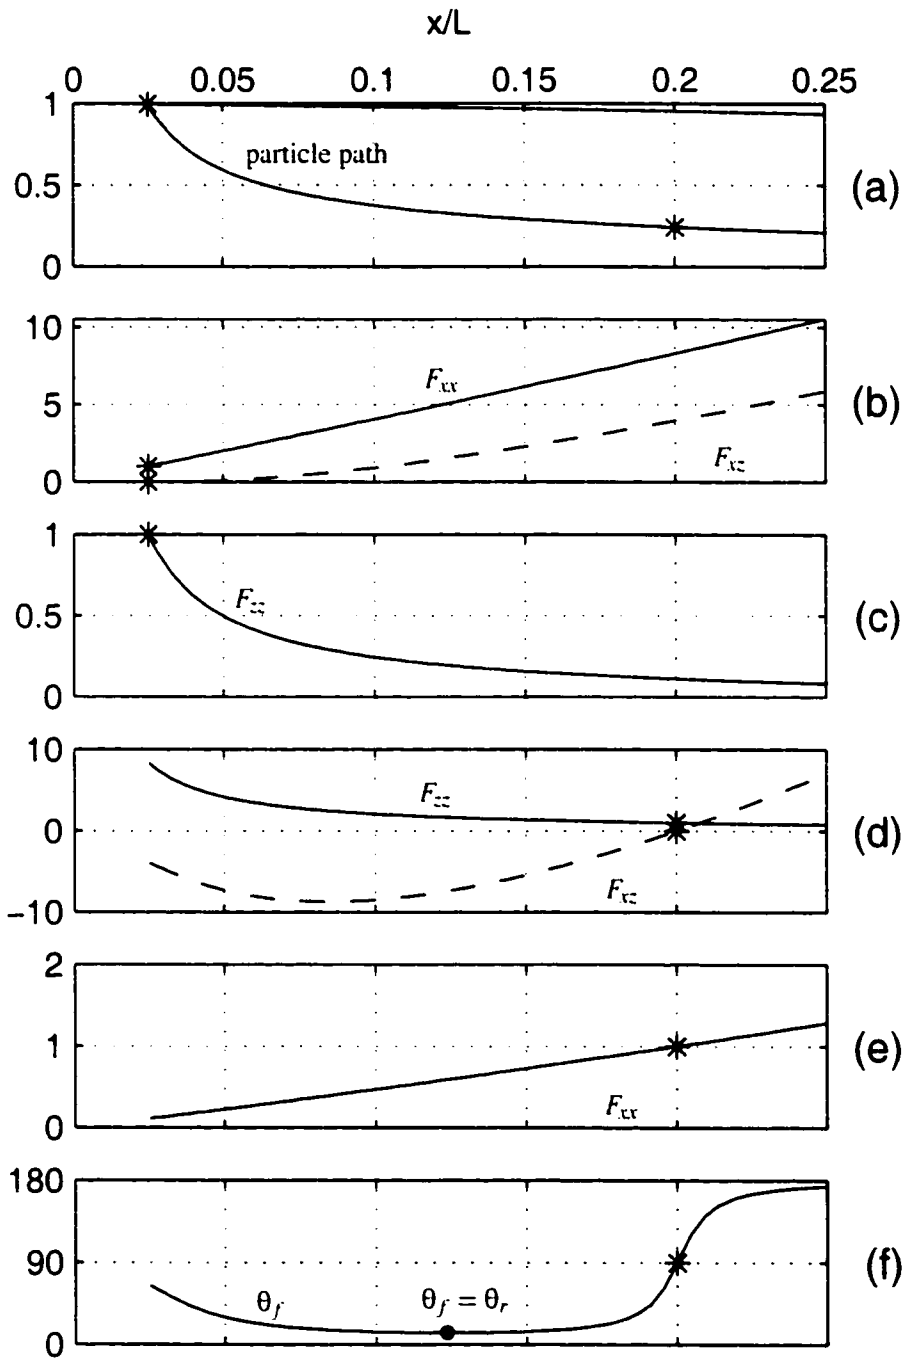 x/L
0 0.05 0.1 0.15 0.2 0.25
1
particle path
0.5
(a)
0
10
F_xx
5
(b)
F_xz
0
1
F_zz
0.5
(c)
0
10
F_zz
0
(d)
F_xz
-10
2
1
(e)
F_xx
0
180
90
(f)
θ_f
θ_f = θ_r
0